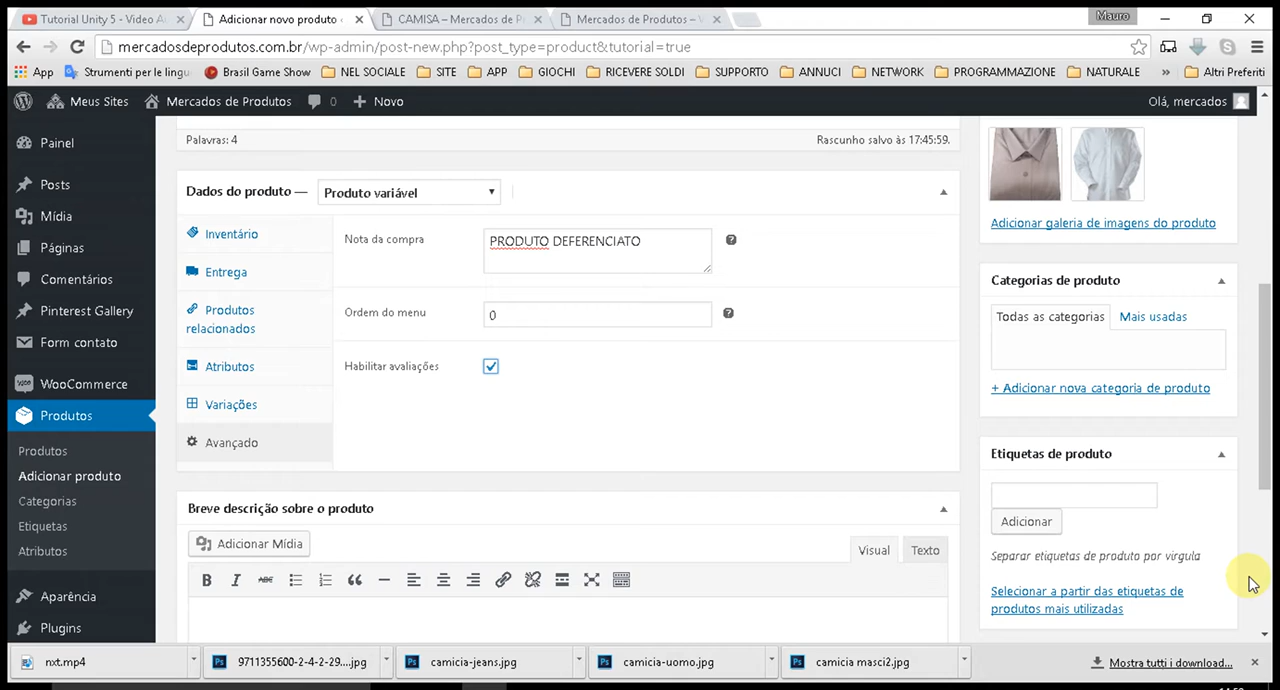 Tutorial Unity 5 - Video A
Adicionar novo produto
CAMISA – Mercados de P
Mercados de Produtos –
Mauro
mercadosdeprodutos.com.br/wp-admin/post-new.php?post_type=product&tutorial=true
App
Strumenti per le lingu
Brasil Game Show
NEL SOCIALE
SITE
APP
GIOCHI
RICEVERE SOLDI
SUPPORTO
ANNUCI
NETWORK
PROGRAMMAZIONE
NATURALE
»
Altri Preferiti
Meus Sites
Mercados de Produtos
0
+ Novo
Olá, mercados
Painel
Posts
Mídia
Páginas
Comentários
Pinterest Gallery
Form contato
WooCommerce
Produtos
Produtos
Adicionar produto
Categorias
Etiquetas
Atributos
Aparência
Plugins
Palavras: 4
Rascunho salvo às 17:45:59.
Dados do produto —
Produto variável
Inventário
Entrega
Produtos
relacionados
Atributos
Variações
Avançado
Nota da compra
PRODUTO DEFERENCIATO
Ordem do menu
0
Habilitar avaliações
Breve descrição sobre o produto
Adicionar Mídia
Visual
Texto
B
I
ABC
Adicionar galeria de imagens do produto
Categorias de produto
Todas as categorias
Mais usadas
+ Adicionar nova categoria de produto
Etiquetas de produto
Adicionar
Separar etiquetas de produto por vírgula
Selecionar a partir das etiquetas de
produtos mais utilizadas
nxt.mp4
9711355600-2-4-2-29....jpg
camicia-jeans.jpg
camicia-uomo.jpg
camicia masci2.jpg
Mostra tutti i download...